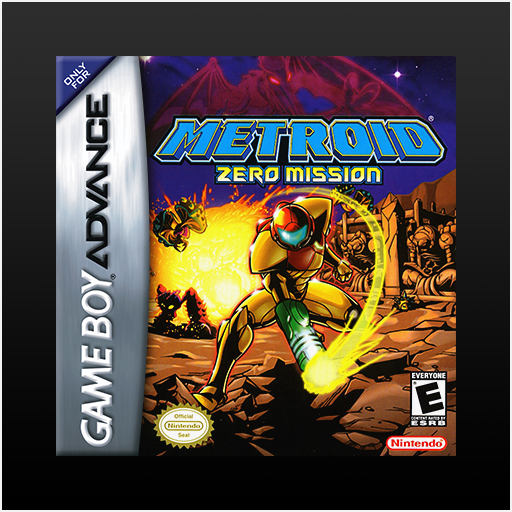 ONLY
FOR
GAME BOY ADVANCE
METROID®
ZERO MISSION
Official
Nintendo
Seal
EVERYONE
E
CONTENT RATED BY
ESRB
Nintendo®